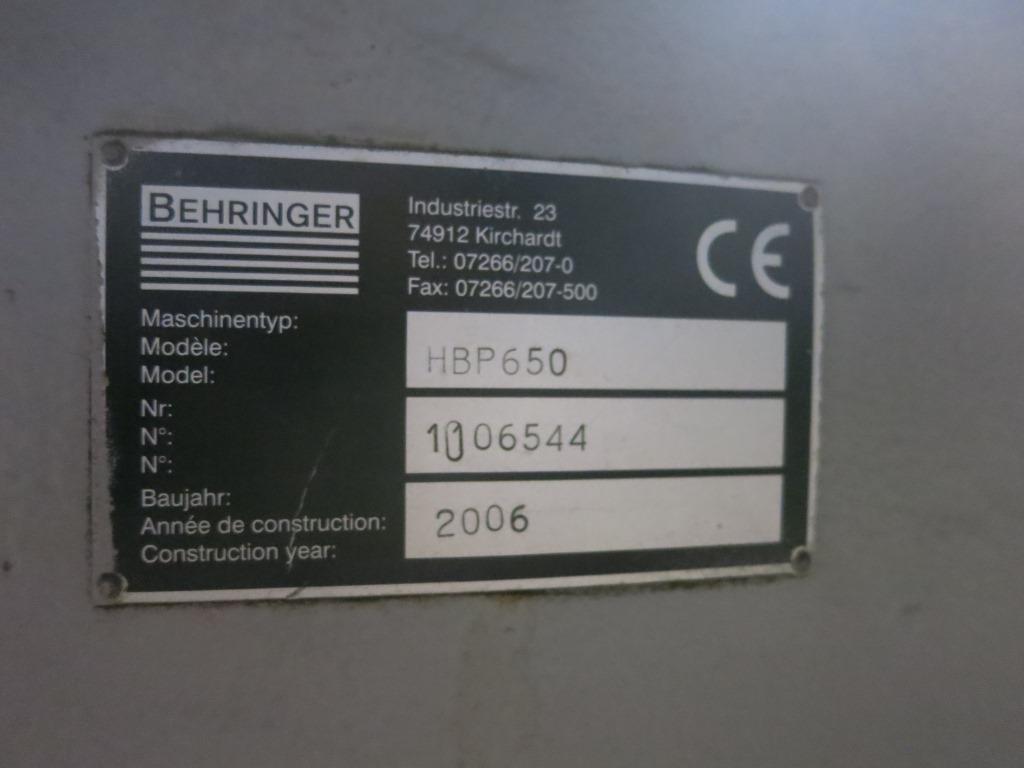 BEHRINGER
Industriestr. 23
74912 Kirchardt
Tel.: 07266/207-0
Fax: 07266/207-500
CE
Maschinentyp:
Modèle:
Model:
HBP650
Nr:
N°:
N°:
1006544
Baujahr:
Année de construction:
Construction year:
2006